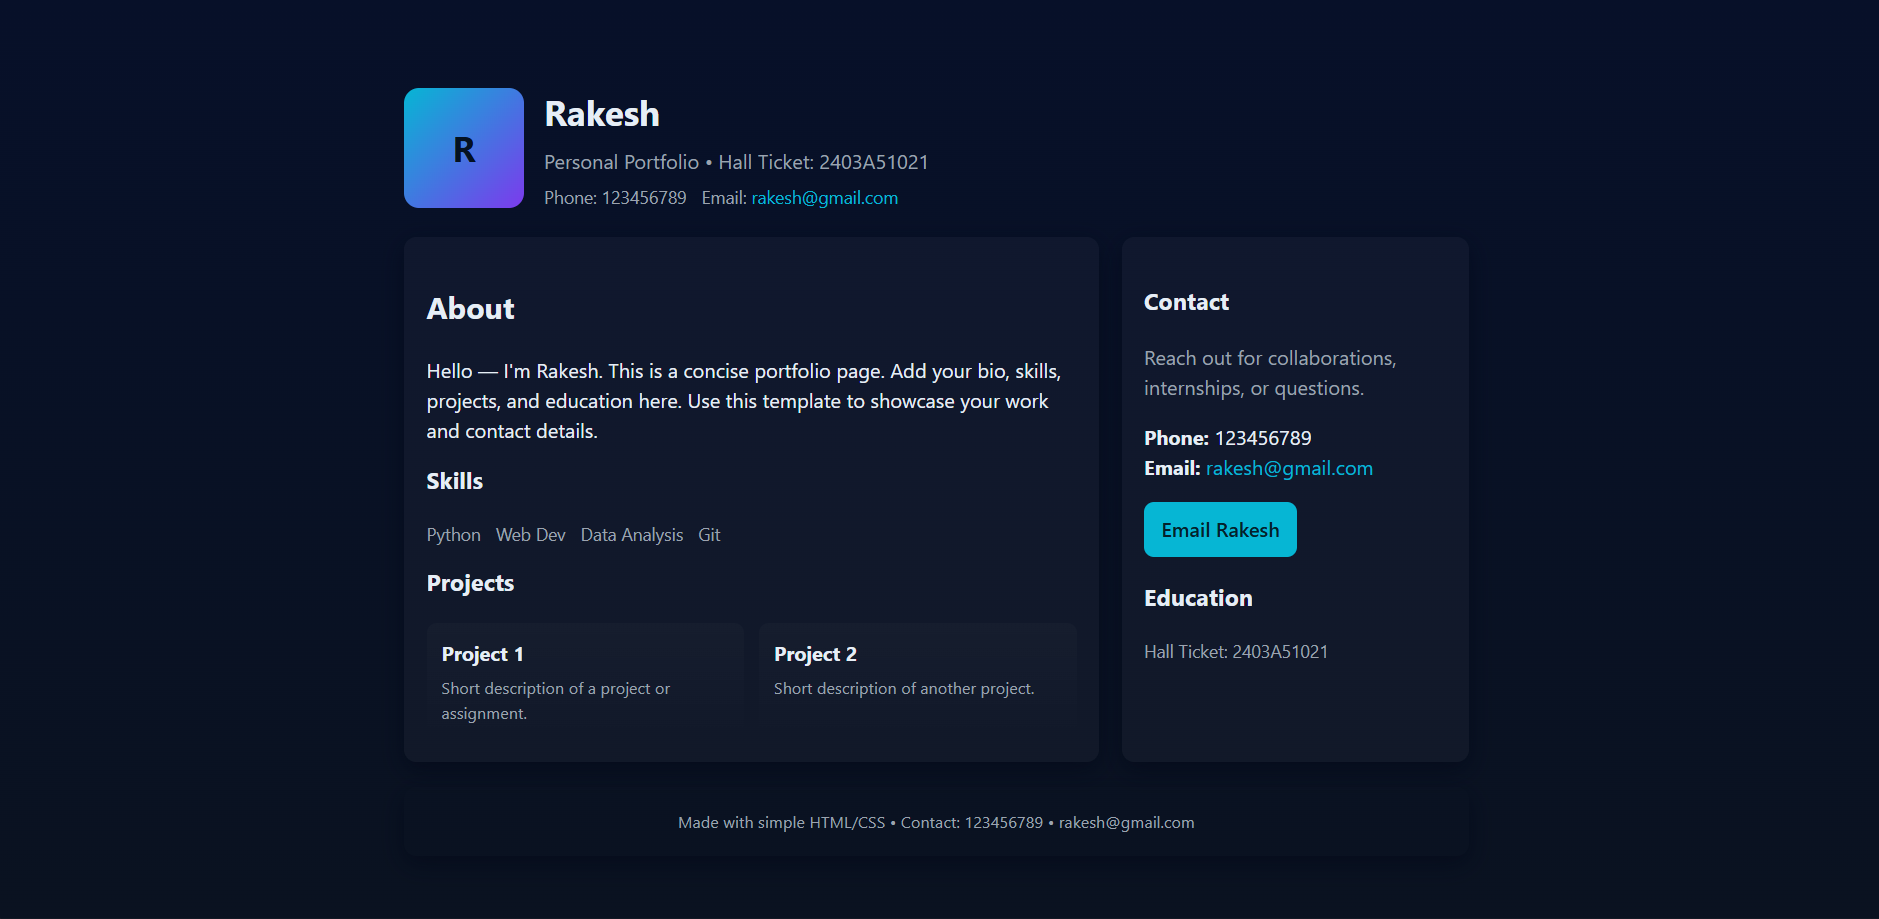 R
Rakesh
Personal Portfolio • Hall Ticket: 2403A51021
Phone: 123456789 Email: rakesh@gmail.com
About
Hello — I'm Rakesh. This is a concise portfolio page. Add your bio, skills,
projects, and education here. Use this template to showcase your work
and contact details.
Skills
Python Web Dev Data Analysis Git
Projects
Project 1
Short description of a project or
assignment.
Project 2
Short description of another project.
Contact
Reach out for collaborations,
internships, or questions.
Phone: 123456789
Email: rakesh@gmail.com
Email Rakesh
Education
Hall Ticket: 2403A51021
Made with simple HTML/CSS • Contact: 123456789 • rakesh@gmail.com